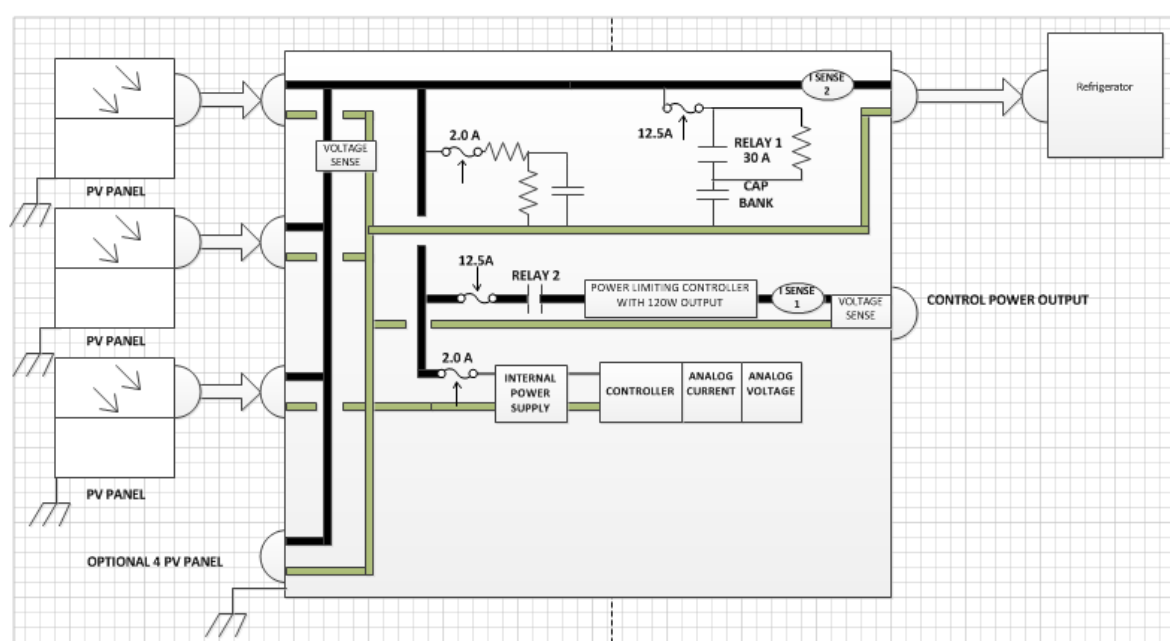 I SENSE
2
Refrigerator
2.0 A
12.5A
RELAY 1
30 A
VOLTAGE
SENSE
PV PANEL
CAP
BANK
12.5A
RELAY 2
POWER LIMITING CONTROLLER
WITH 120W OUTPUT
I SENSE
1
VOLTAGE
SENSE
CONTROL POWER OUTPUT
PV PANEL
2.0 A
INTERNAL
POWER
SUPPLY
CONTROLLER
ANALOG
CURRENT
ANALOG
VOLTAGE
PV PANEL
OPTIONAL 4 PV PANEL